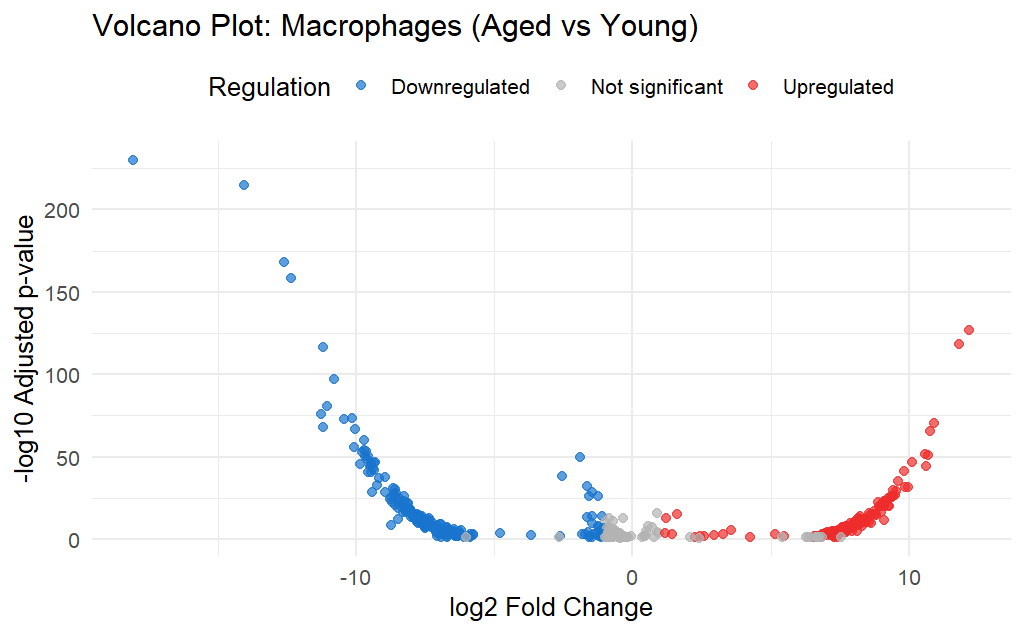 Volcano Plot: Macrophages (Aged vs Young)
Regulation Downregulated Not significant Upregulated
-log10 Adjusted p-value
200
150
100
50
0
-10 0 10
log2 Fold Change